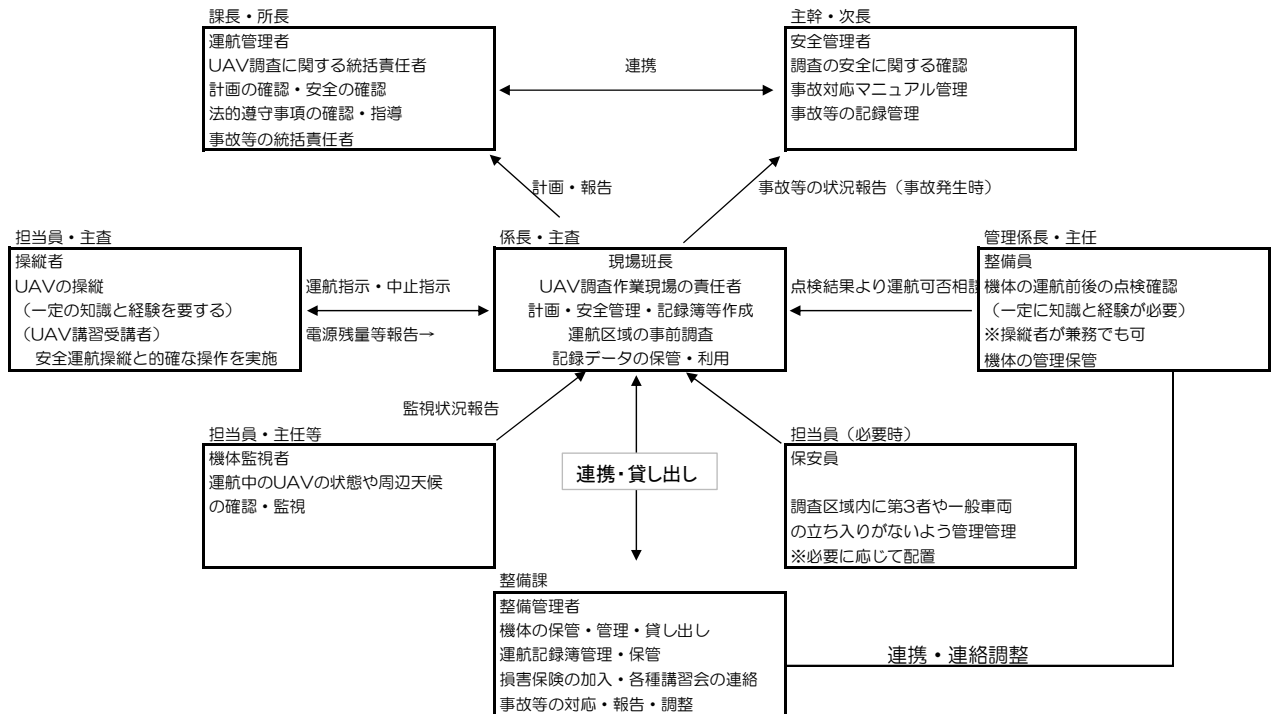 課長・所長
運航管理者
UAV調査に関する統括責任者
計画の確認・安全の確認
法的遵守事項の確認・指導
事故等の統括責任者
連携
主幹・次長
安全管理者
調査の安全に関する確認
事故対応マニュアル管理
事故等の記録管理
計画・報告
事故等の状況報告（事故発生時）
担当員・主査
操縦者
UAVの操縦
（一定の知識と経験を要する）
（UAV講習受講者）
安全運航操縦と的確な操作を実施
運航指示・中止指示
電源残量等報告→
係長・主査
現場班長
UAV調査作業現場の責任者
計画・安全管理・記録簿等作成
運航区域の事前調査
記録データの保管・利用
点検結果より運航可否相談
管理係長・主任
整備員
機体の運航前後の点検確認
（一定に知識と経験が必要）
※操縦者が兼務でも可
機体の管理保管
監視状況報告
担当員・主任等
機体監視者
運航中のUAVの状態や周辺天候
の確認・監視
連携・貸し出し
担当員（必要時）
保安員
調査区域内に第3者や一般車両
の立ち入りがないよう管理管理
※必要に応じて配置
整備課
整備管理者
機体の保管・管理・貸し出し
運航記録簿管理・保管
損害保険の加入・各種講習会の連絡
事故等の対応・報告・調整
連携・連絡調整